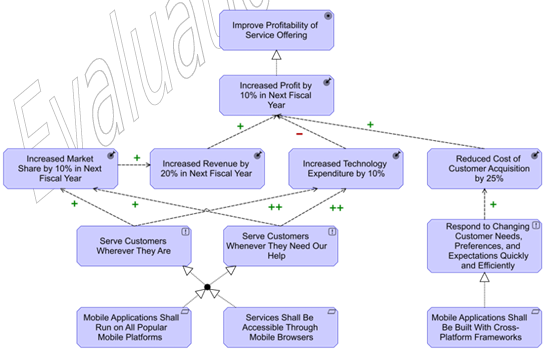 Evaluat
Improve Profitability of
Service Offering
Increased Profit by
10% in Next Fiscal
Year
+
−
+
Increased Market
Share by 10% in Next
Fiscal Year
+
Increased Revenue by
20% in Next Fiscal Year
Increased Technology
Expenditure by 10%
Reduced Cost of
Customer Acquisition
by 25%
+
+
++
++
+
Serve Customers
Wherever They Are
Serve Customers
Whenever They Need Our
Help
Respond to Changing
Customer Needs,
Preferences, and
Expectations Quickly
and Efficiently
Mobile Applications Shall
Run on All Popular
Mobile Platforms
Services Shall Be
Accessible Through
Mobile Browsers
Mobile Applications Shall
Be Built With Cross-
Platform Frameworks